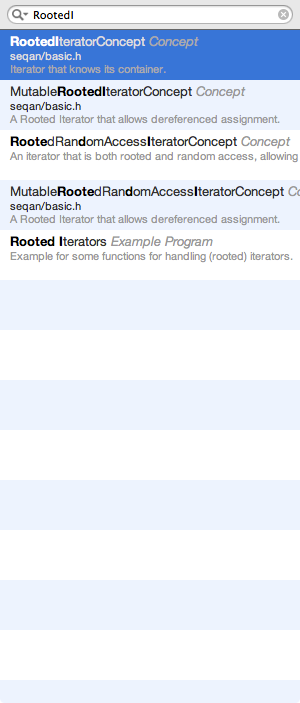 RootedI
RootedIteratorConcept Concept
seqan/basic.h
Iterator that knows its container.
MutableRootedIteratorConcept Concept
seqan/basic.h
A Rooted Iterator that allows dereferenced assignment.
RootedRandomAccessIteratorConcept Concept
An iterator that is both rooted and random access, allowing
MutableRootedRandomAccessIteratorConcept Co
seqan/basic.h
A Rooted Iterator that allows dereferenced assignment.
Rooted Iterators Example Program
Example for some functions for handling (rooted) iterators.